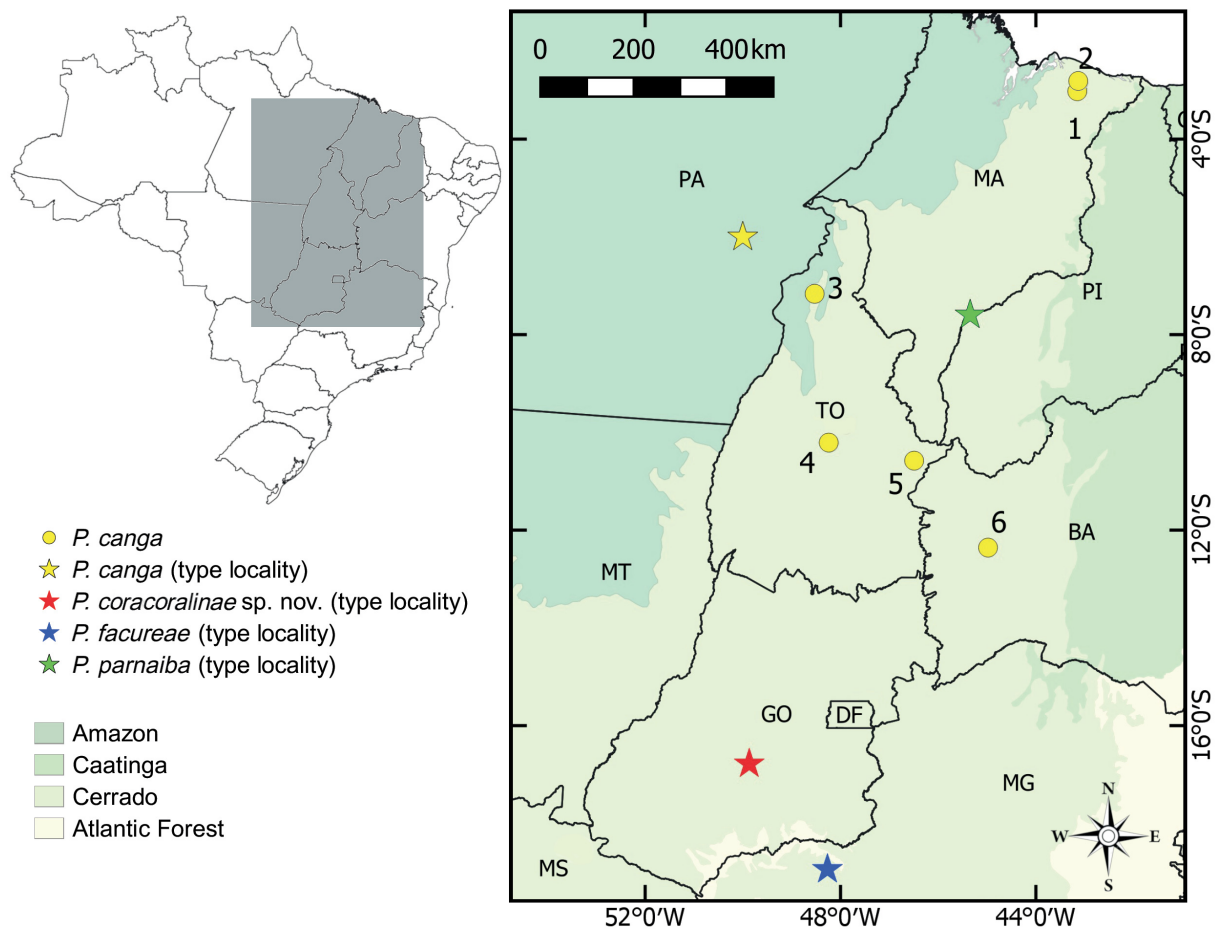 0 200 400km
2
1
4°0'S
PA
MA
3
PI
8°0'S
TO
4
5
6
BA
12°0'S
MT
P. canga
P. canga (type locality)
P. coracoralinae sp. nov. (type locality)
P. facureae (type locality)
P. parnaiba (type locality)
GO
DF
16°0'S
Amazon
Caatinga
Cerrado
Atlantic Forest
MG
N
W
E
S
MS
52°0'W 48°0'W 44°0'W